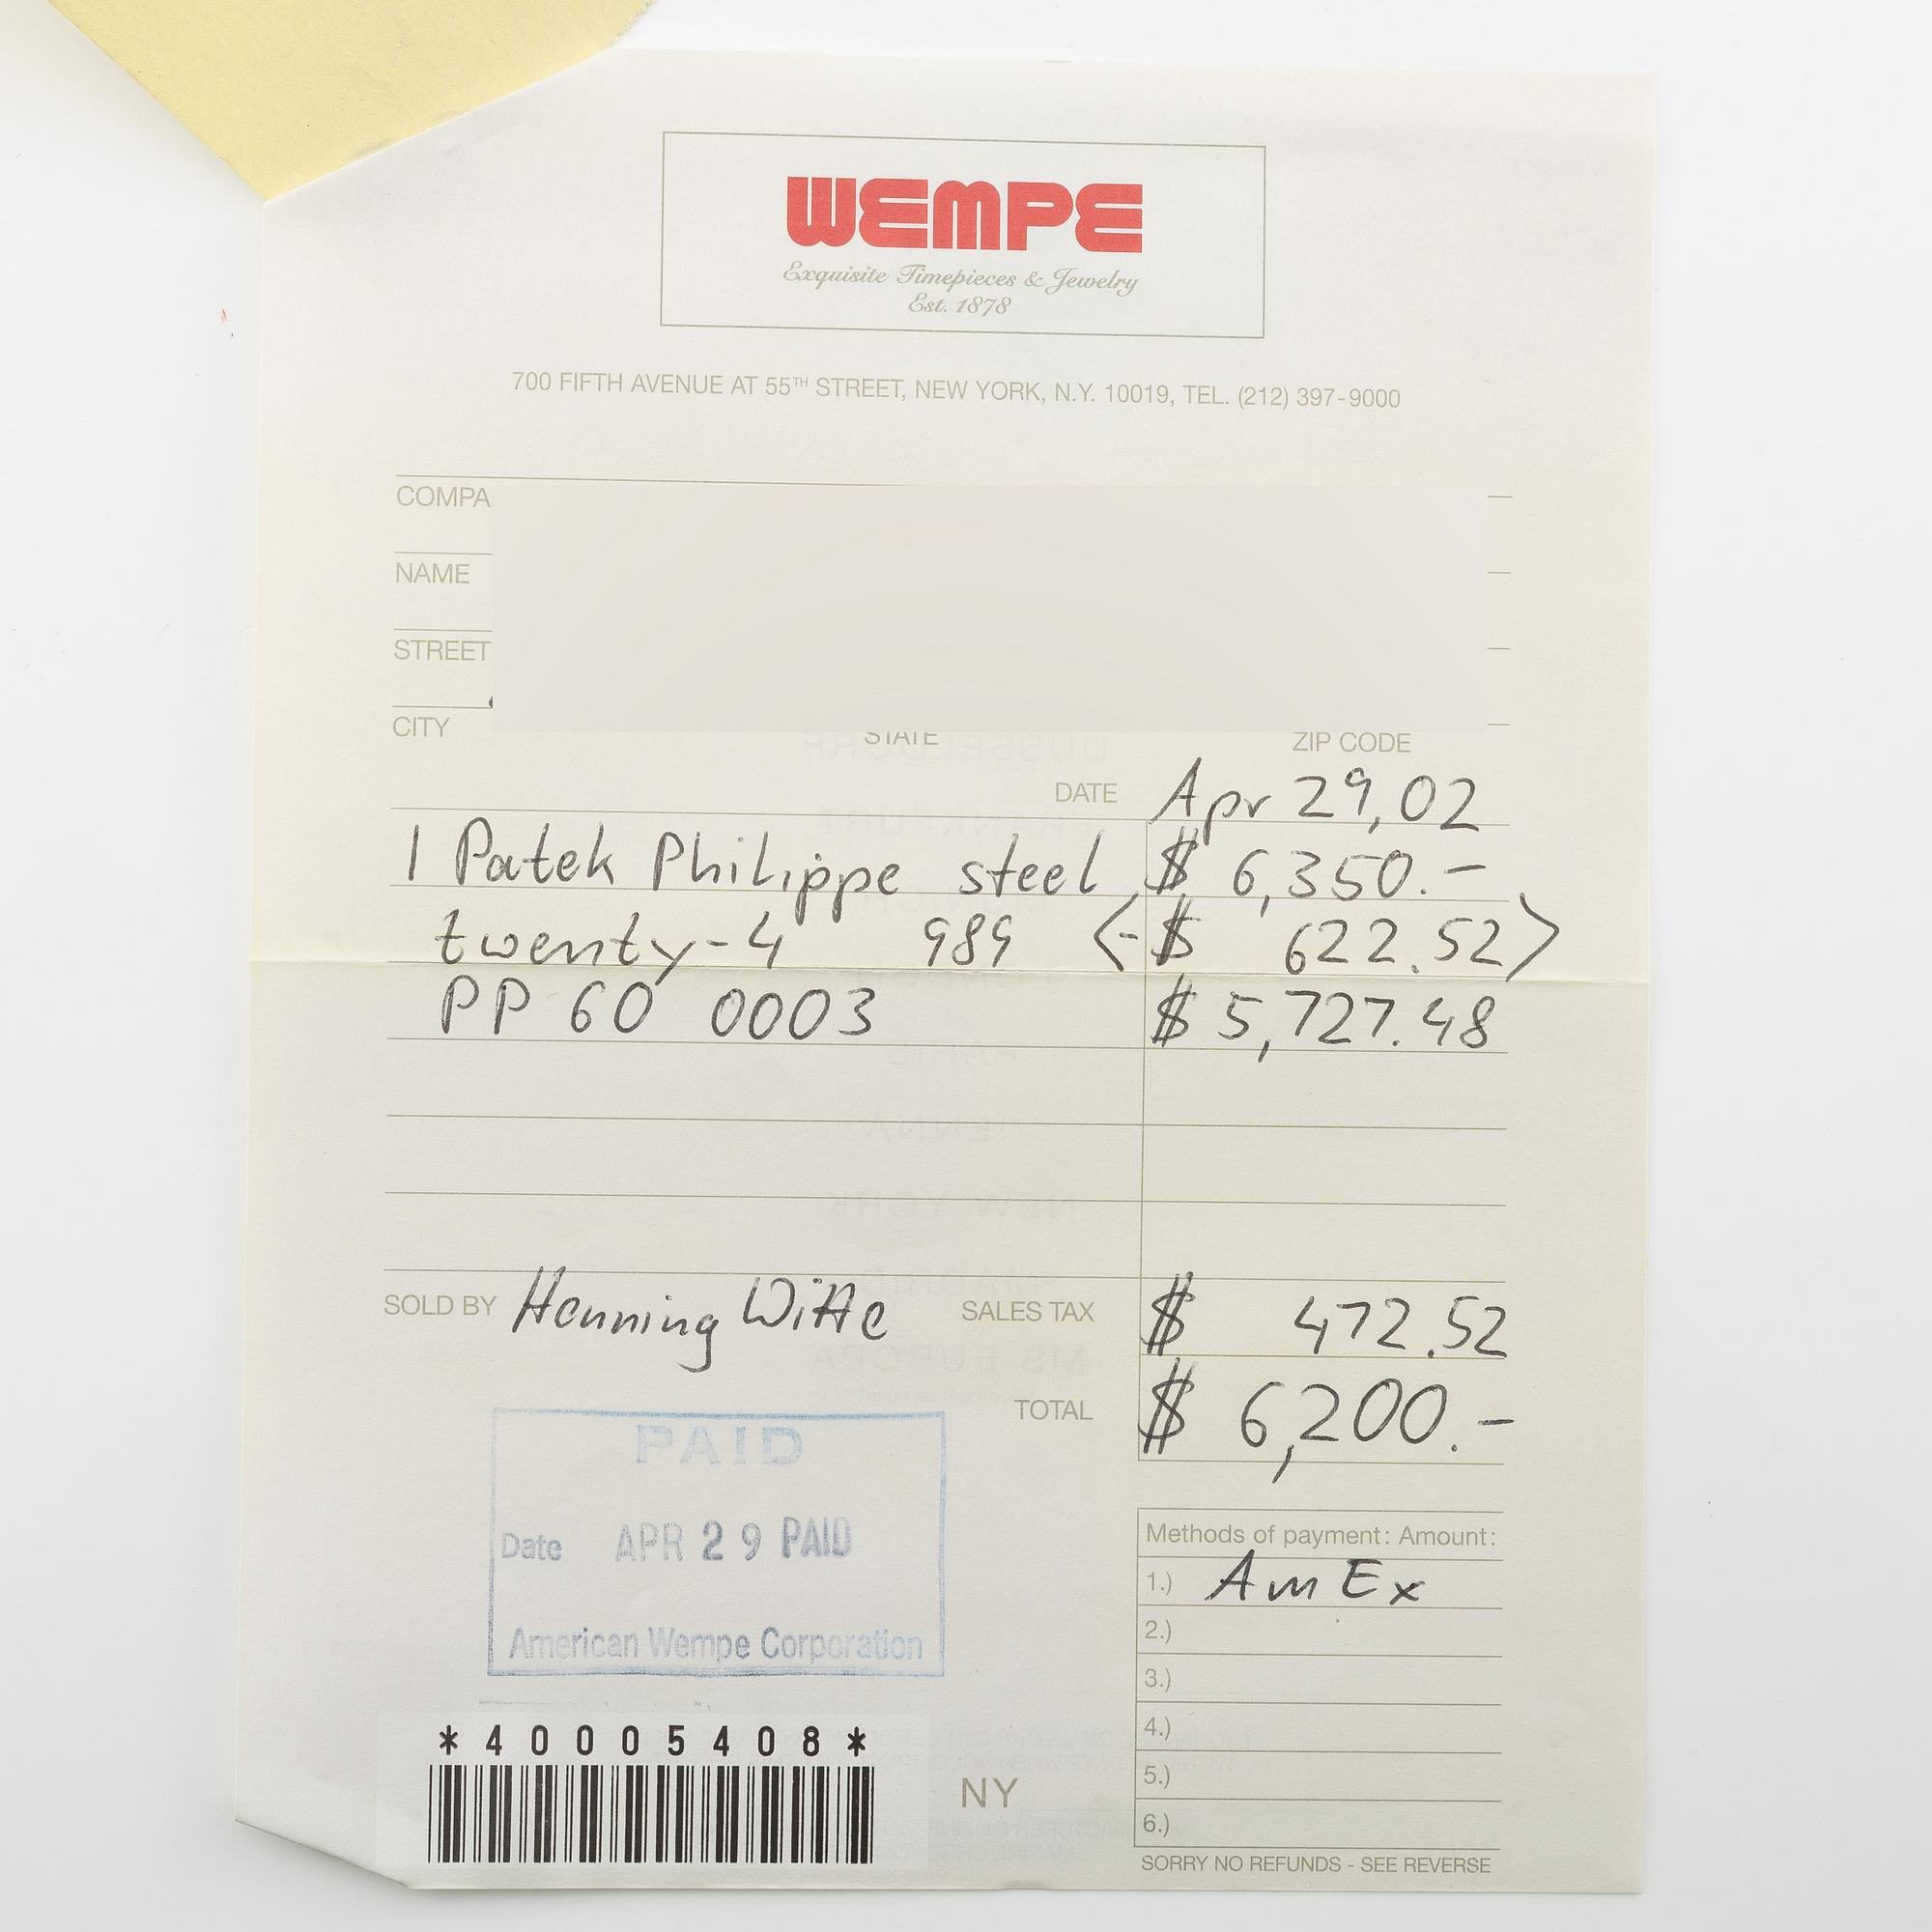 WEMPE
Exquisite Timepieces & Jewelry
Est. 1878
700 FIFTH AVENUE AT 55TH STREET, NEW YORK, N.Y. 10019, TEL. (212) 397-9000
COMPA
NAME
STREET
CITY STATE ZIP CODE
DATE Apr 29,02
1 Patek Philippe steel $ 6,350.-
twenty-4 989 <-$ 622.52>
PP 60 0003 $ 5,727.48
SOLD BY Henning Witte SALES TAX $ 472.52
TOTAL $ 6,200.-
PAID
Date APR 29 PAID
American Wempe Corporation
Methods of payment: Amount:
1.) Am Ex
2.)
3.)
4.)
5.)
6.)
*40005408*
NY
SORRY NO REFUNDS - SEE REVERSE